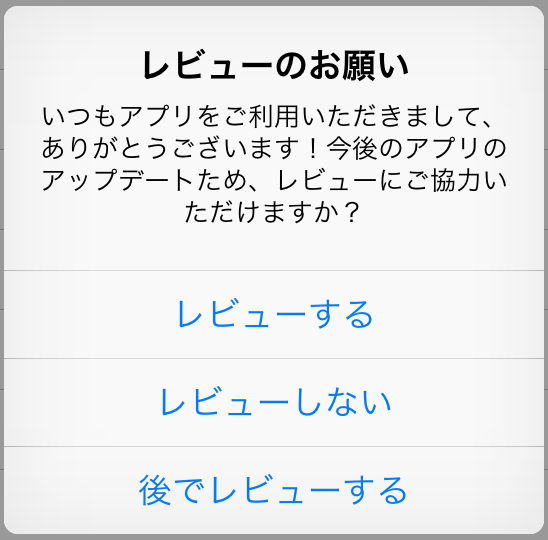 レビューのお願い
いつもアプリをご利用いただきまして、
ありがとうございます！今後のアプリの
アップデートため、レビューにご協力い
ただけますか？
レビューする
レビューしない
後でレビューする